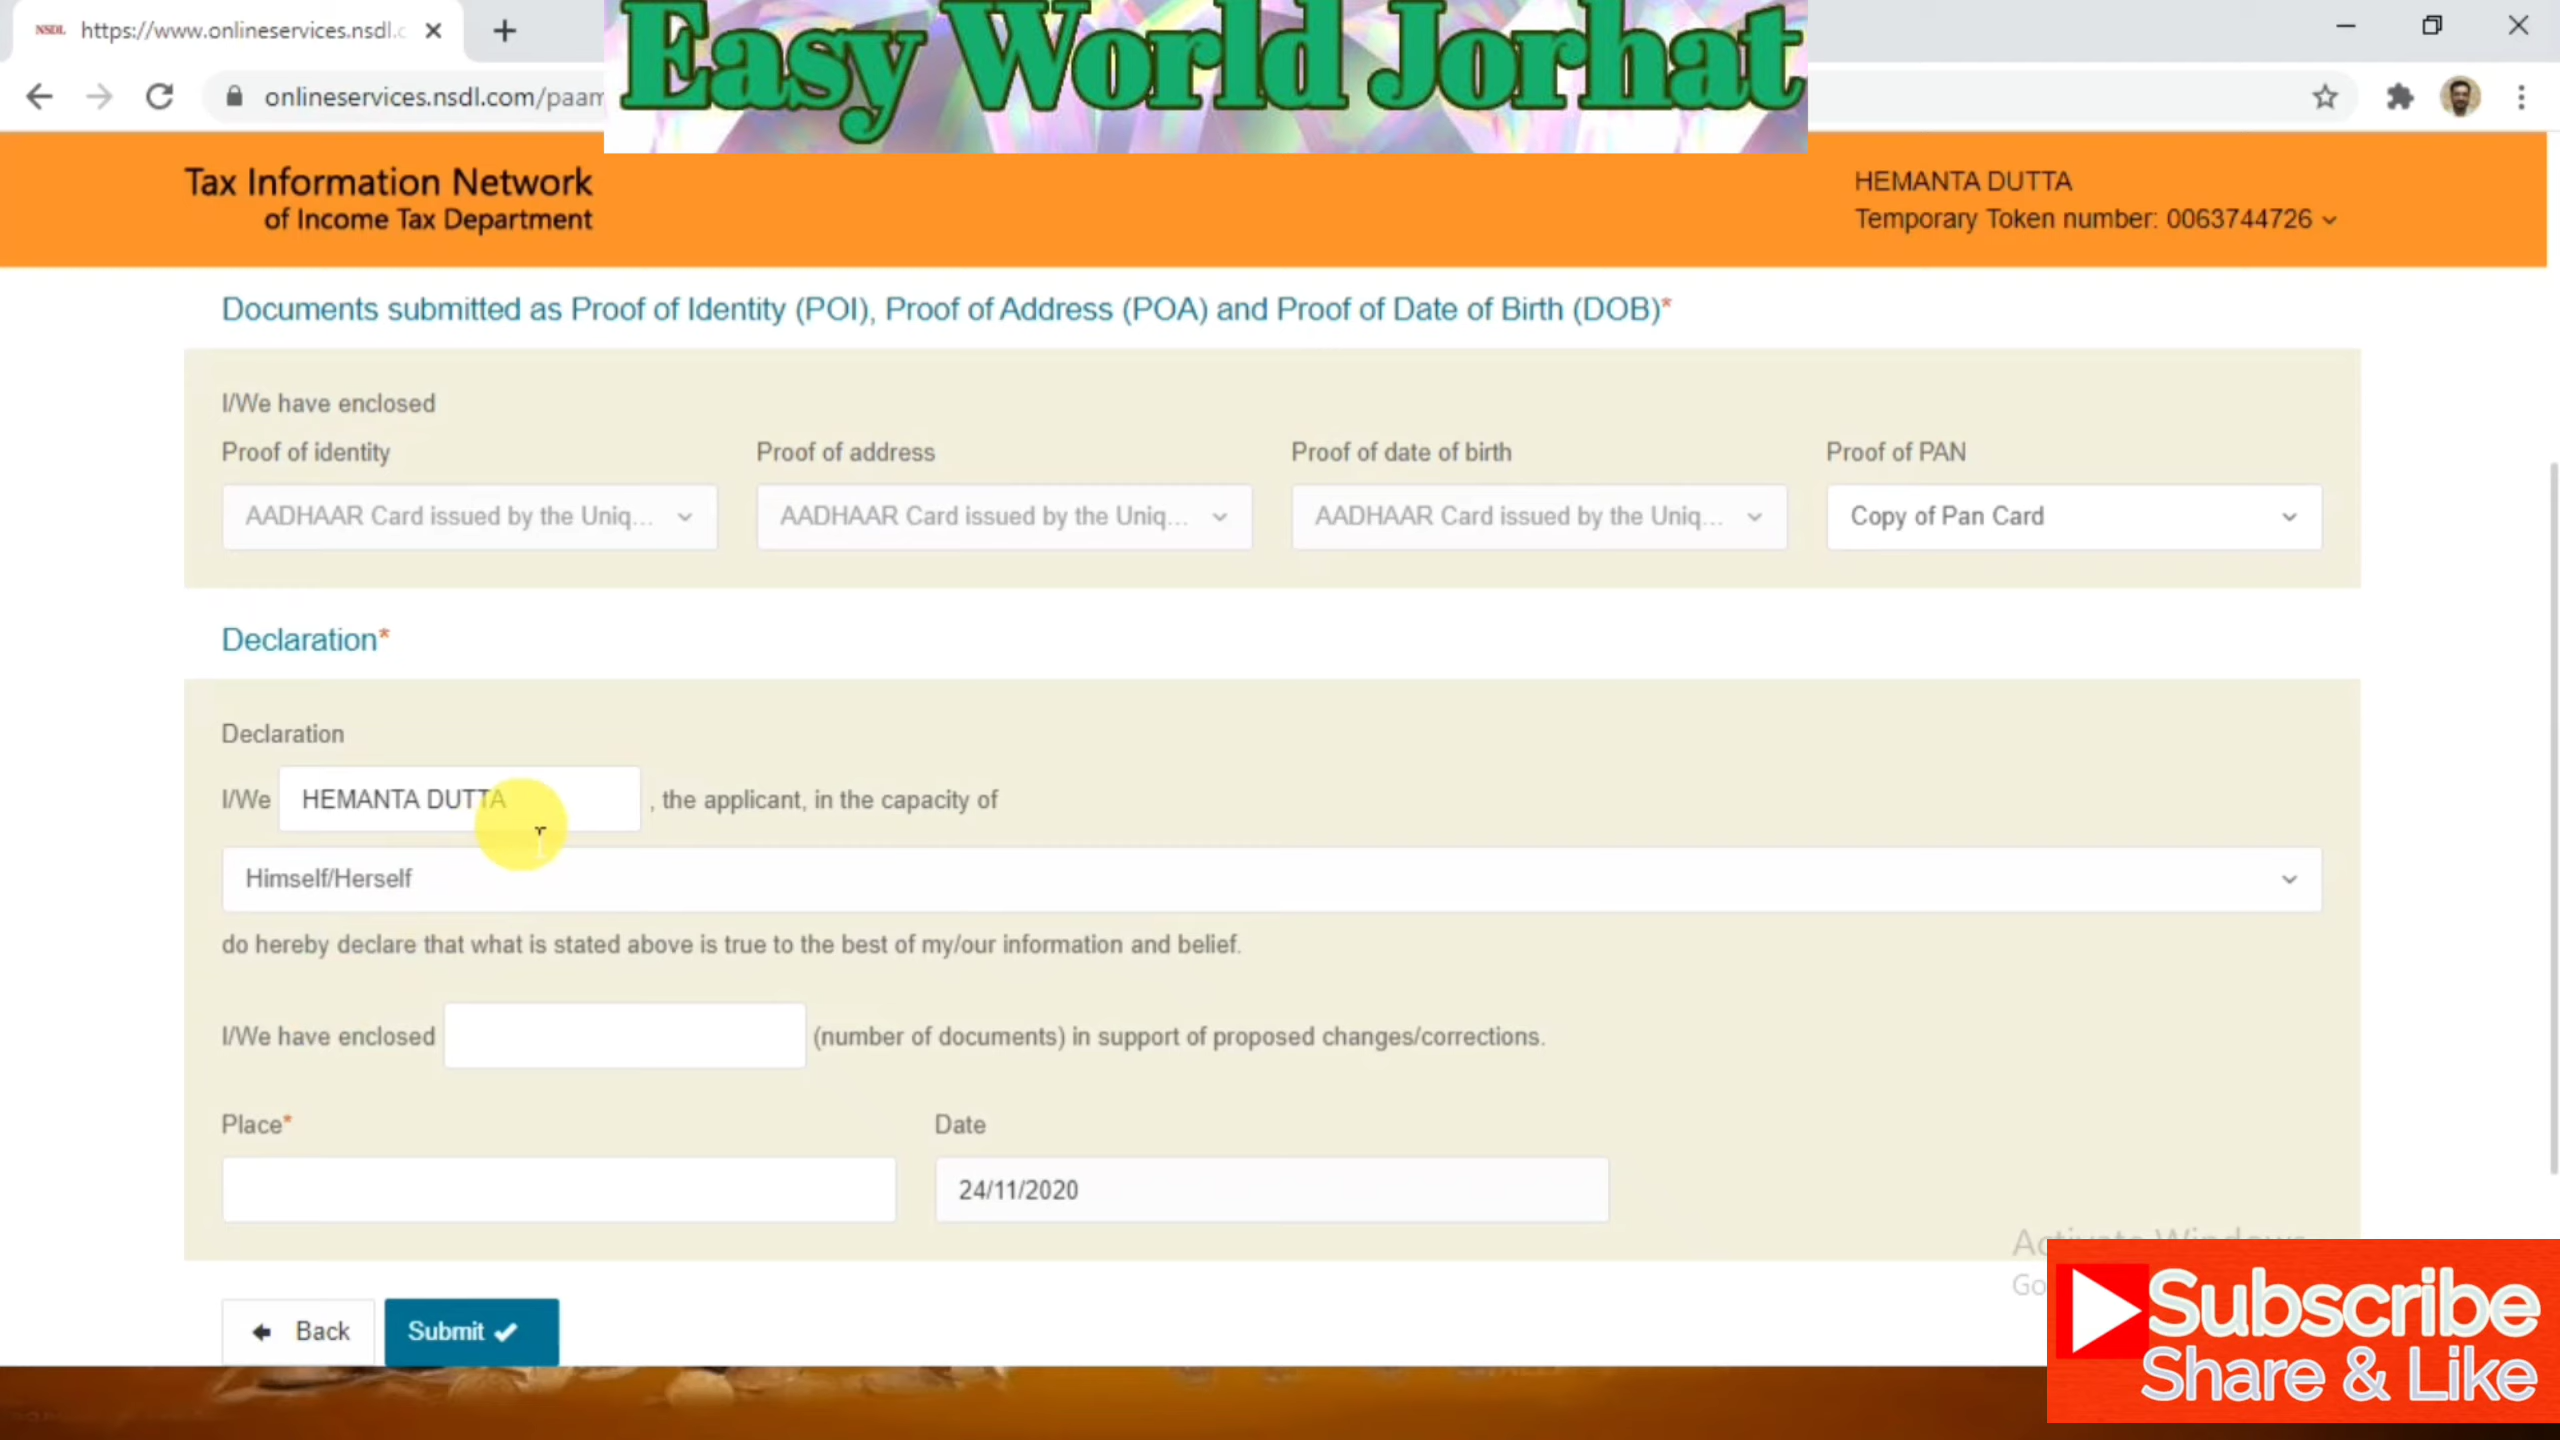 NSDL https://www.onlineservices.nsdl.c
Easy World Jorhat
onlineservices.nsdl.com/paam
Tax Information Network
of Income Tax Department
HEMANTA DUTTA
Temporary Token number: 0063744726
Documents submitted as Proof of Identity (POI), Proof of Address (POA) and Proof of Date of Birth (DOB)*
I/We have enclosed
Proof of identity Proof of address Proof of date of birth Proof of PAN
AADHAAR Card issued by the Uniq... AADHAAR Card issued by the Uniq... AADHAAR Card issued by the Uniq... Copy of Pan Card
Declaration*
Declaration
I/We HEMANTA DUTTA , the applicant, in the capacity of
Himself/Herself
do hereby declare that what is stated above is true to the best of my/our information and belief.
I/We have enclosed (number of documents) in support of proposed changes/corrections.
Place* Date
24/11/2020
Activate Windows
Go
Back Submit
Subscribe
Share & Like